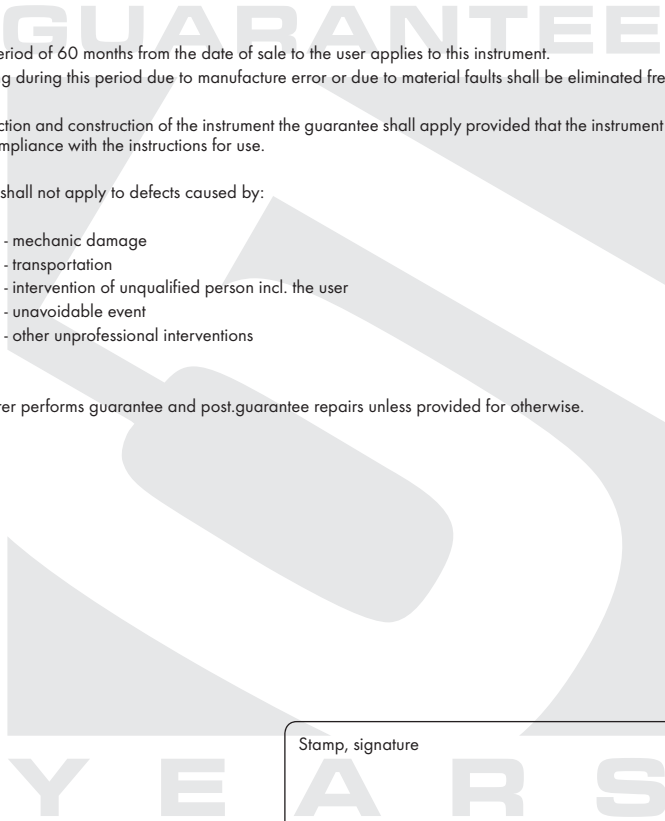 GUARANTEE
eriod of 60 months from the date of sale to the user applies to this instrument.
g during this period due to manufacture error or due to material faults shall be eliminated fre
ction and construction of the instrument the guarantee shall apply provided that the instrument
mpliance with the instructions for use.
shall not apply to defects caused by:
- mechanic damage
- transportation
- intervention of unqualified person incl. the user
- unavoidable event
- other unprofessional interventions
rer performs guarantee and post.guarantee repairs unless provided for otherwise.
5
Stamp, signature
YEARS